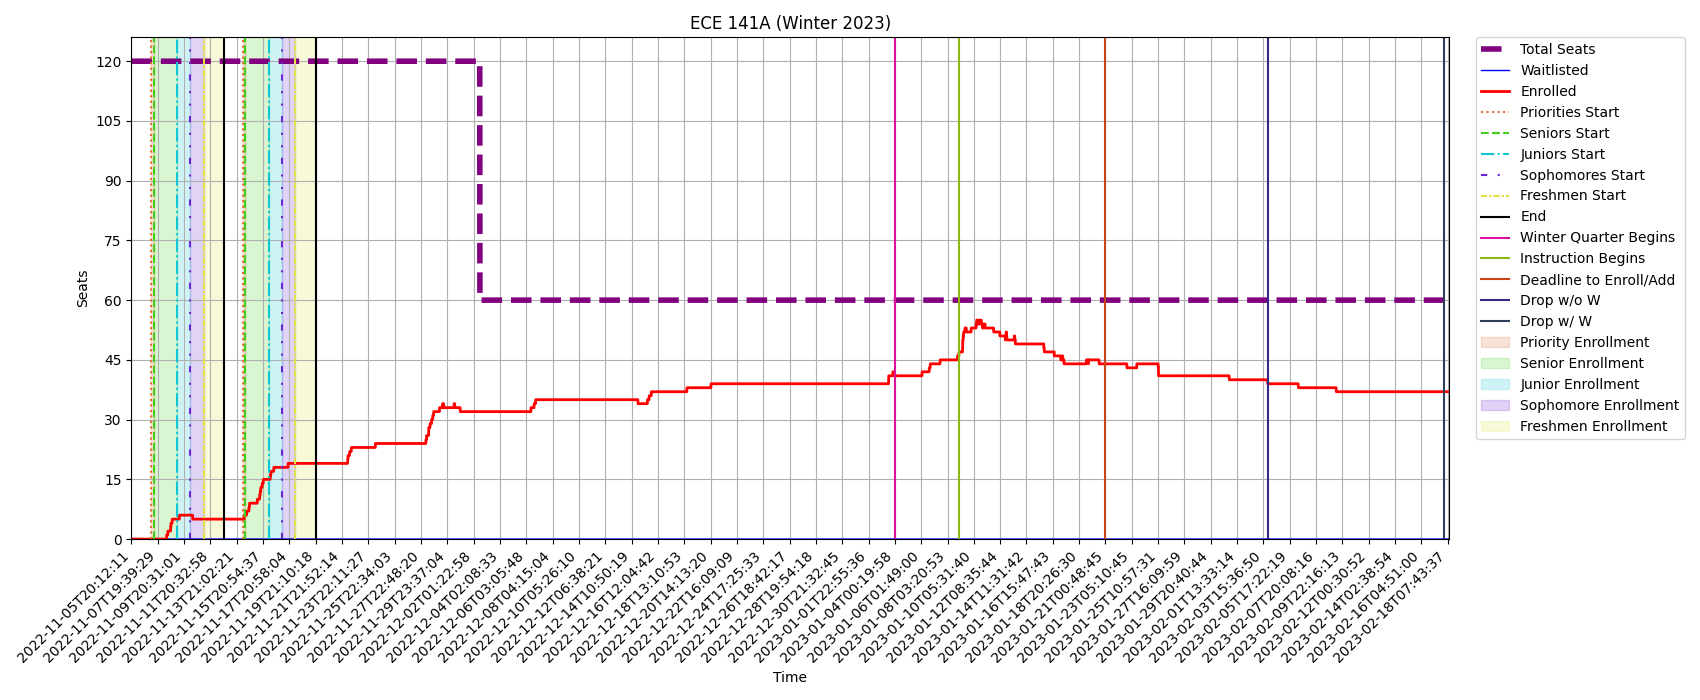 ECE 141A (Winter 2023)
120
105
90
75
60
45
30
15
0
Seats
2022-11-05T20:12:11
2022-11-07T19:39:29
2022-11-09T20:31:01
2022-11-11T20:32:58
2022-11-13T21:02:21
2022-11-15T20:54:37
2022-11-17T20:58:04
2022-11-19T21:10:18
2022-11-21T21:52:14
2022-11-23T22:11:27
2022-11-25T22:34:03
2022-11-27T22:48:20
2022-11-29T23:37:04
2022-12-02T01:22:58
2022-12-04T02:08:33
2022-12-06T03:05:48
2022-12-08T04:15:04
2022-12-10T05:26:10
2022-12-12T06:38:21
2022-12-14T10:50:19
2022-12-16T12:04:42
2022-12-18T13:10:53
2022-12-20T14:13:20
2022-12-22T16:09:09
2022-12-24T17:25:33
2022-12-26T18:42:17
2022-12-28T19:54:18
2022-12-30T21:32:45
2023-01-01T22:55:36
2023-01-04T00:19:58
2023-01-06T01:49:00
2023-01-08T03:20:53
2023-01-10T05:31:40
2023-01-12T08:35:44
2023-01-14T11:31:42
2023-01-16T15:47:43
2023-01-18T20:26:30
2023-01-21T00:48:45
2023-01-23T05:10:45
2023-01-25T10:57:31
2023-01-27T16:09:59
2023-01-29T20:40:44
2023-02-01T13:33:14
2023-02-03T15:36:50
2023-02-05T17:22:19
2023-02-07T20:08:16
2023-02-09T22:16:13
2023-02-12T00:30:52
2023-02-14T02:38:54
2023-02-16T04:51:00
2023-02-18T07:43:37
Time
Total Seats
Waitlisted
Enrolled
Priorities Start
Seniors Start
Juniors Start
Sophomores Start
Freshmen Start
End
Winter Quarter Begins
Instruction Begins
Deadline to Enroll/Add
Drop w/o W
Drop w/ W
Priority Enrollment
Senior Enrollment
Junior Enrollment
Sophomore Enrollment
Freshmen Enrollment